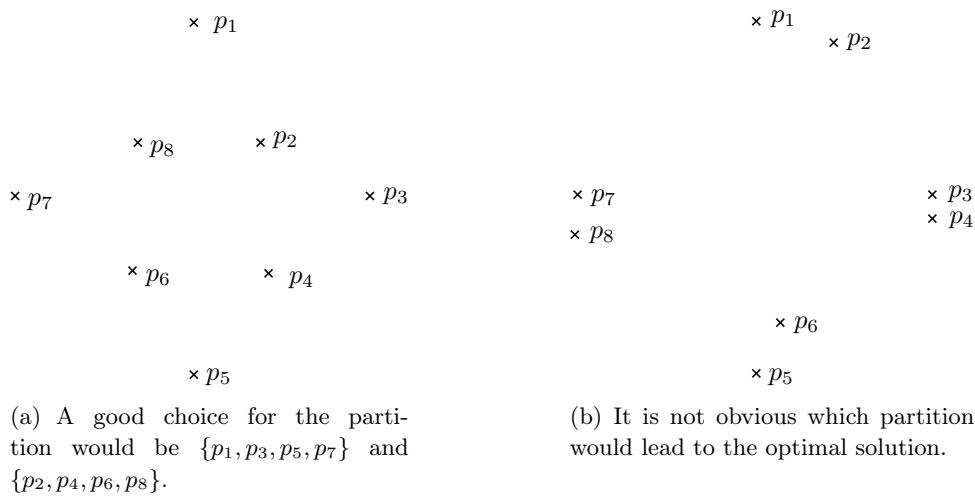 p₁
p₈
p₂
p₇
p₃
p₆
p₄
p₅
(a) A good choice for the parti-
tion would be {p₁, p₃, p₅, p₇} and
{p₂, p₄, p₆, p₈}.
p₁
p₂
p₇
p₃
p₈
p₄
p₆
p₅
(b) It is not obvious which partition
would lead to the optimal solution.